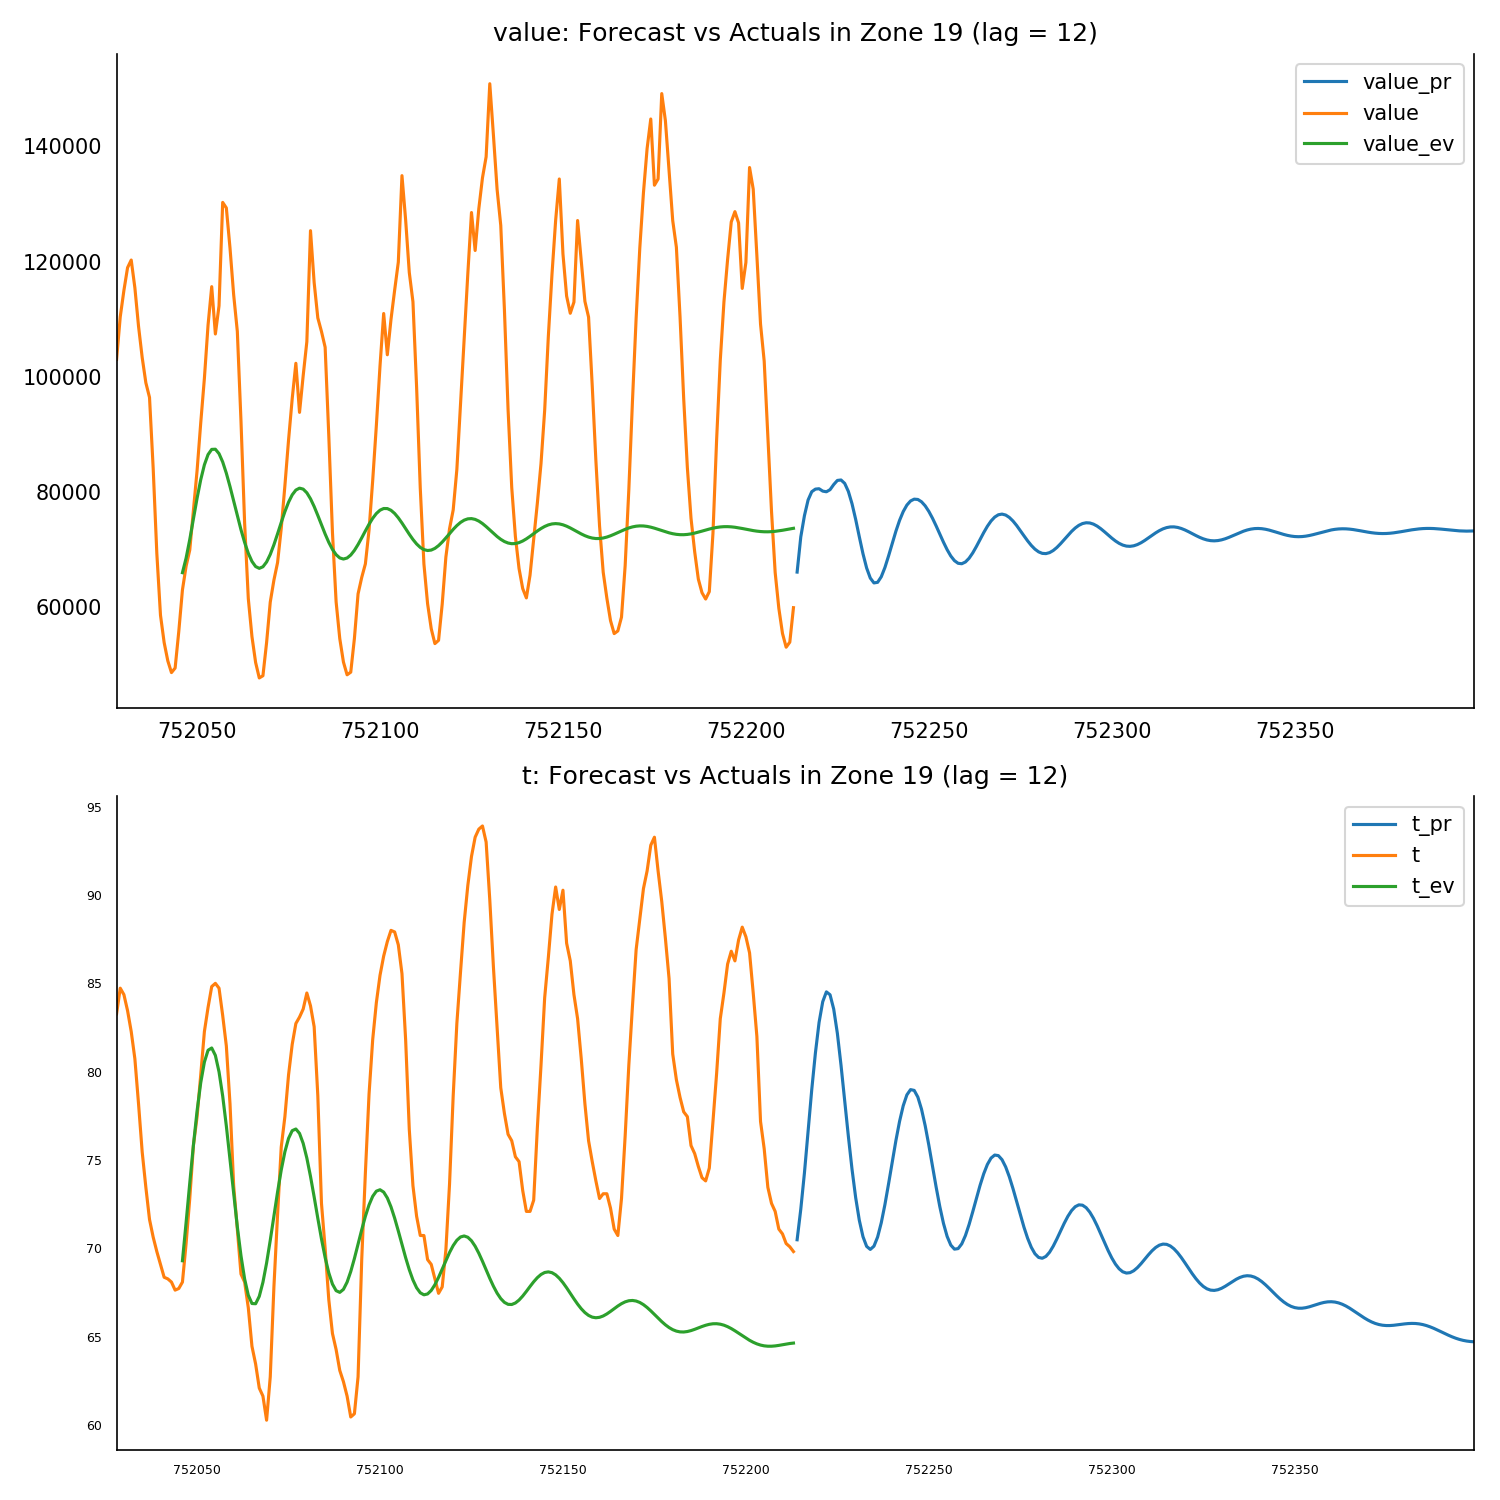 value: Forecast vs Actuals in Zone 19 (lag = 12)
value_pr
value
value_ev
140000
120000
100000
80000
60000
752050 752100 752150 752200 752250 752300 752350
t: Forecast vs Actuals in Zone 19 (lag = 12)
t_pr
t
t_ev
95
90
85
80
75
70
65
60
752050 752100 752150 752200 752250 752300 752350